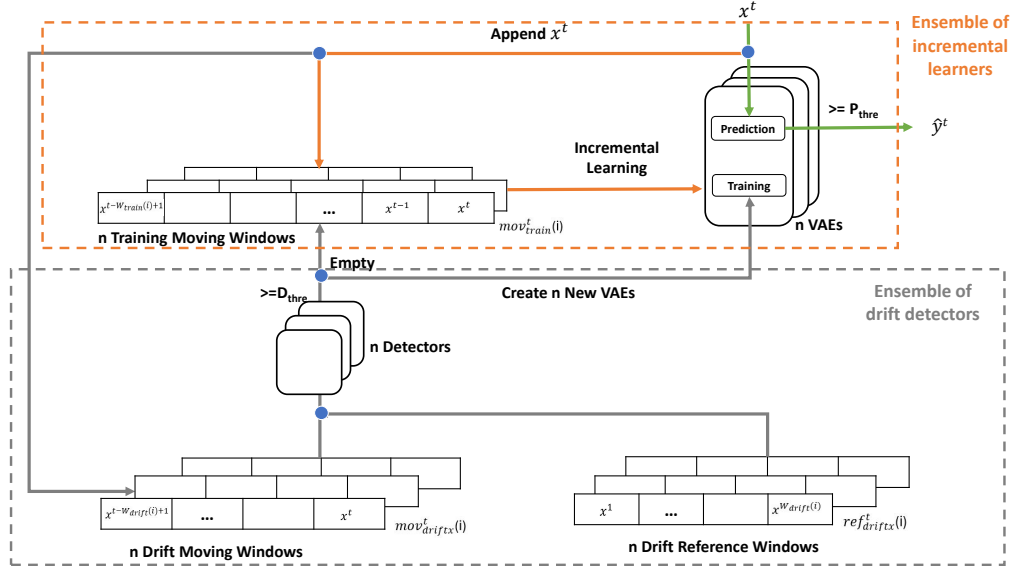 x^t
Ensemble of
incremental
learners
Append x^t
>= P_thre
Prediction
ŷ^t
Incremental
Learning
Training
x^{t-W_train(i)+1}
...
x^{t-1}
x^t
mov^t_train(i)
n VAEs
n Training Moving Windows
Empty
>=D_thre
Create n New VAEs
Ensemble of
drift detectors
n Detectors
x^{t-W_drift(i)+1}
...
x^t
mov^t_driftx(i)
x^1
...
x^{W_drift(i)}
ref^t_driftx(i)
n Drift Moving Windows
n Drift Reference Windows